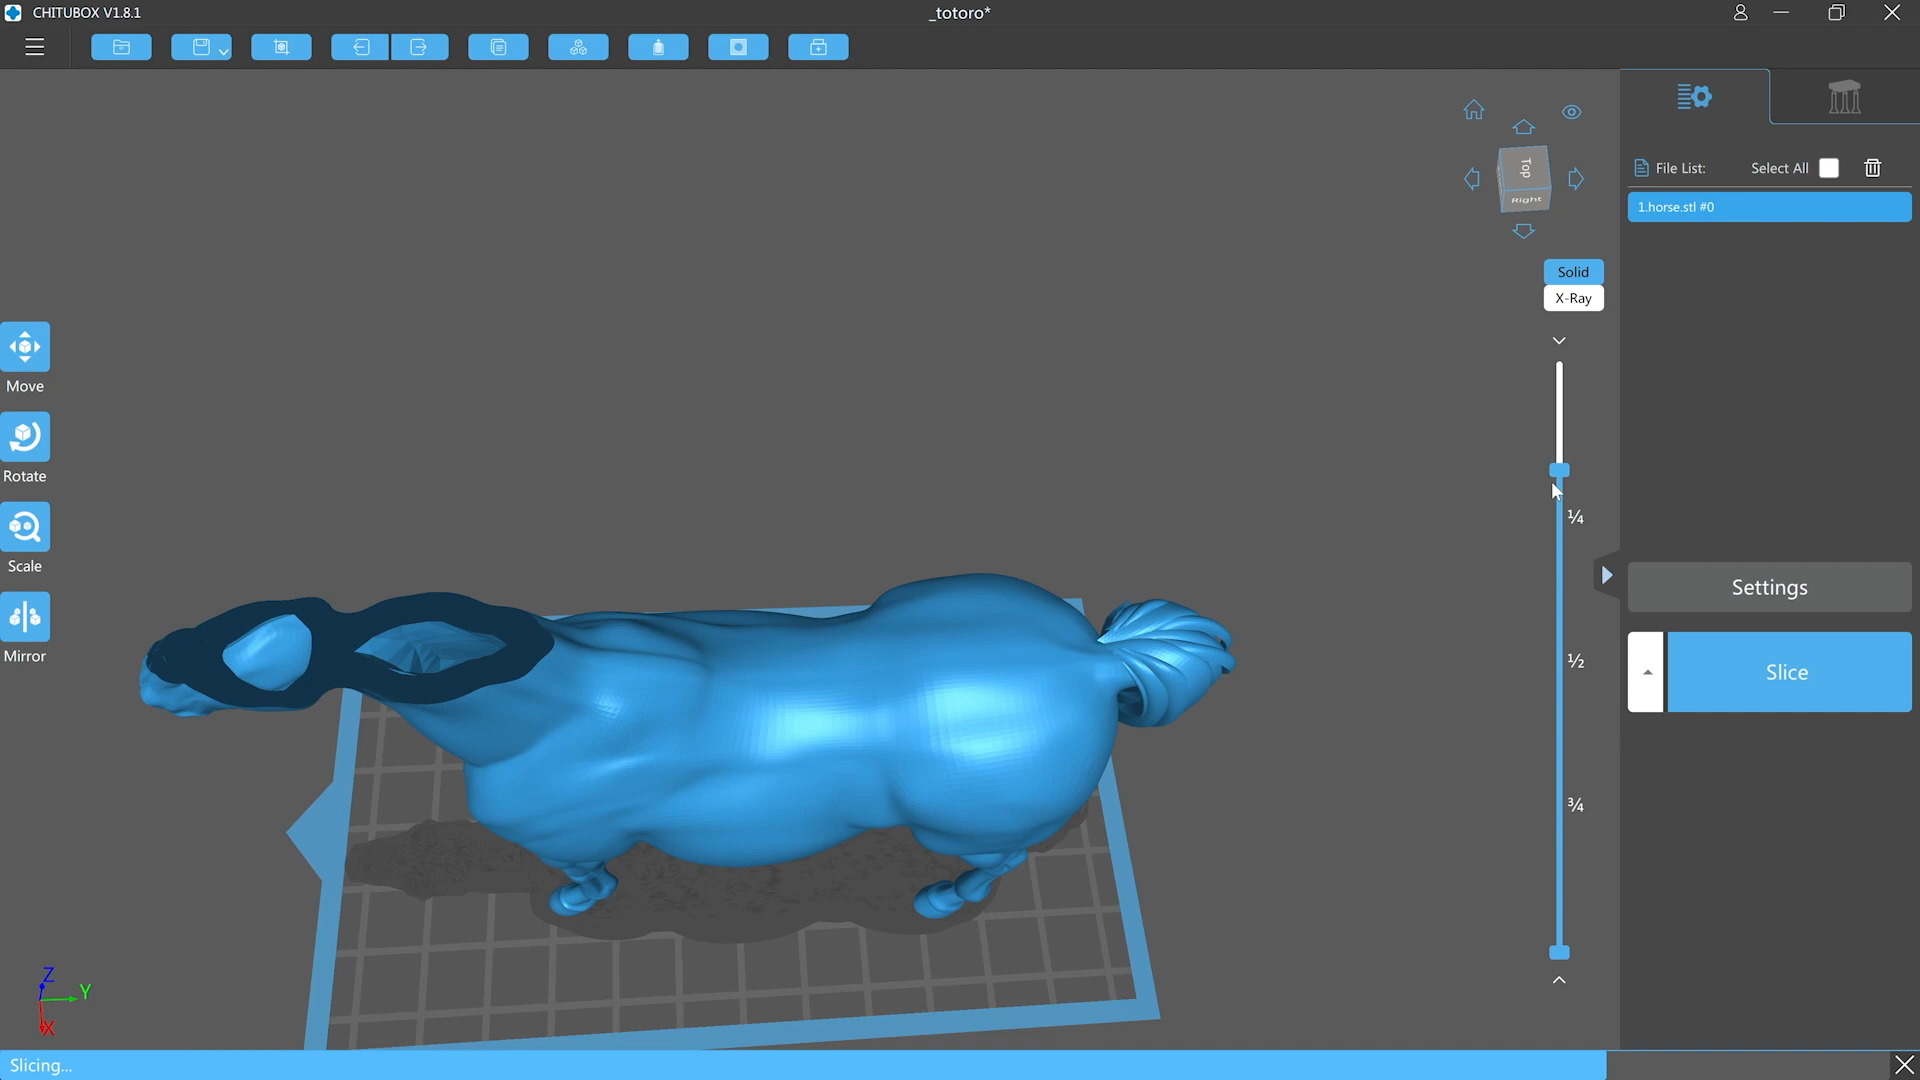 CHITUBOX V1.8.1
_totoro*
File List:
Select All
1.horse.stl #0
Top
Right
Solid
X-Ray
Move
Rotate
Scale
Mirror
¼
½
¾
Settings
Slice
Z
Y
X
Slicing...